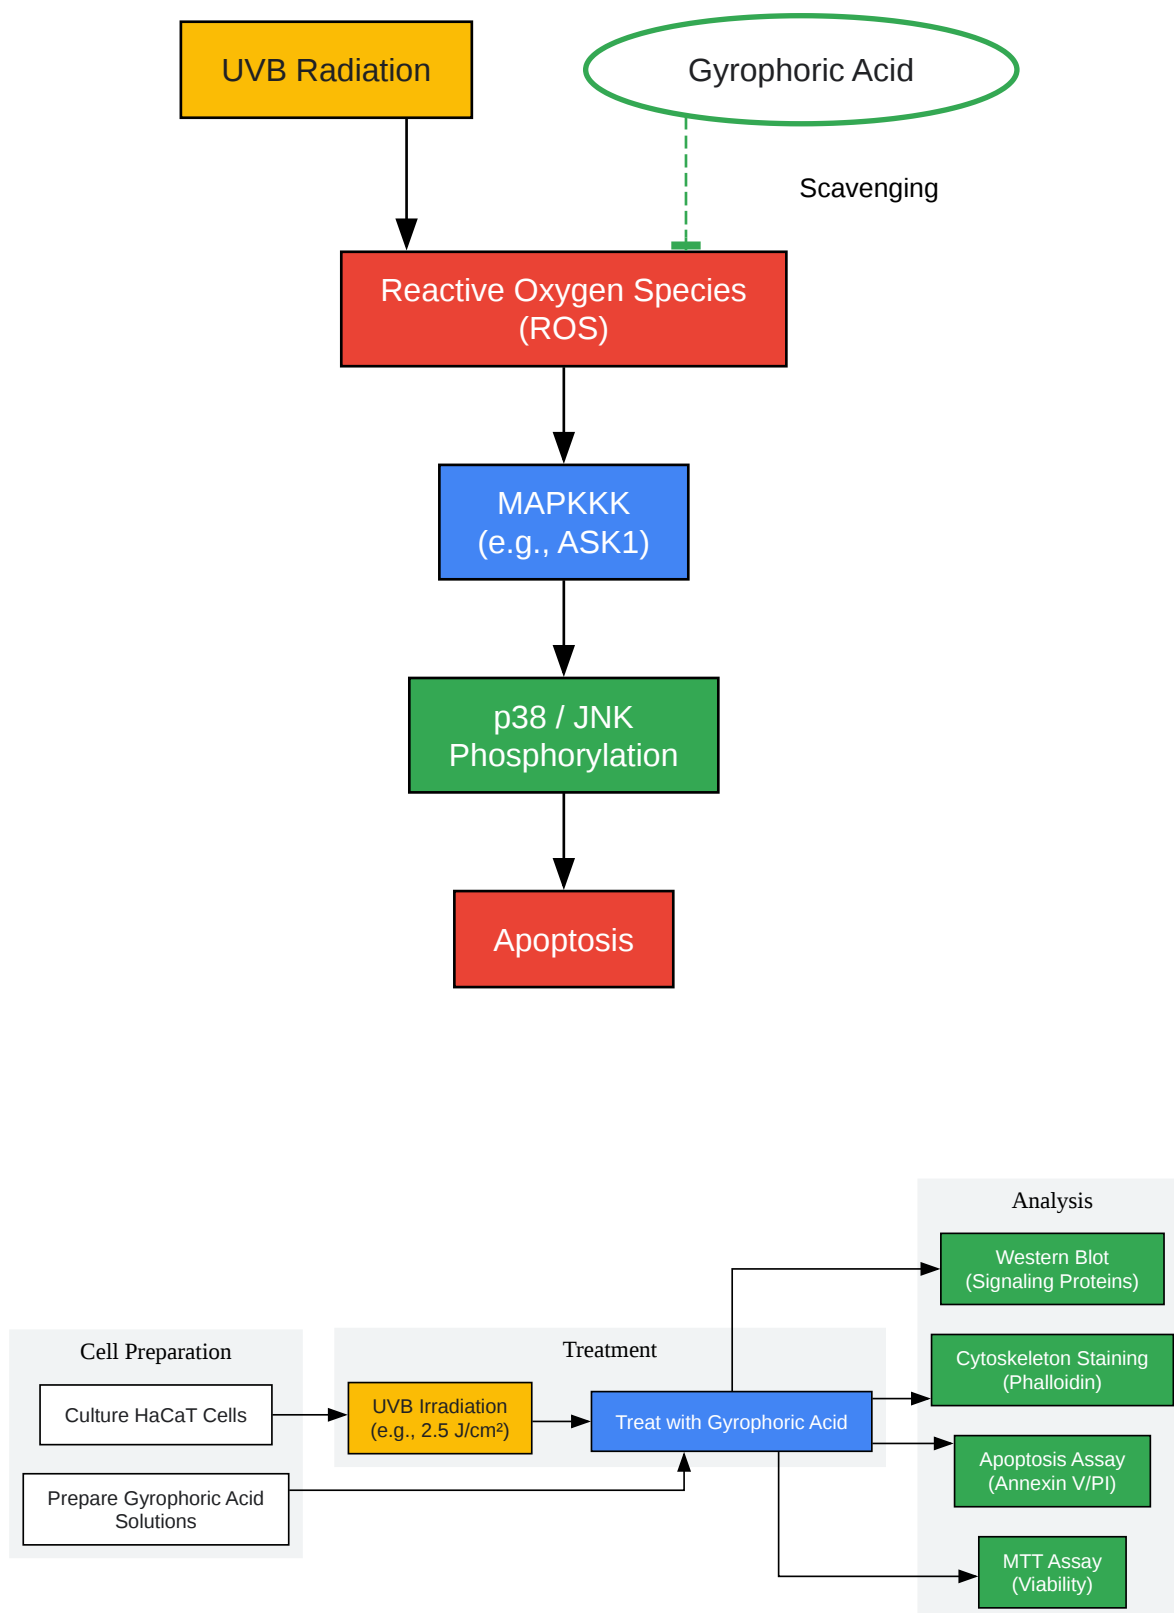 UVB Radiation
Gyrophoric Acid
Scavenging
Reactive Oxygen Species
(ROS)
MAPKKK
(e.g., ASK1)
p38 / JNK
Phosphorylation
Apoptosis
Cell Preparation
Culture HaCaT Cells
Prepare Gyrophoric Acid
Solutions
Treatment
UVB Irradiation
(e.g., 2.5 J/cm²)
Treat with Gyrophoric Acid
Analysis
Western Blot
(Signaling Proteins)
Cytoskeleton Staining
(Phalloidin)
Apoptosis Assay
(Annexin V/PI)
MTT Assay
(Viability)